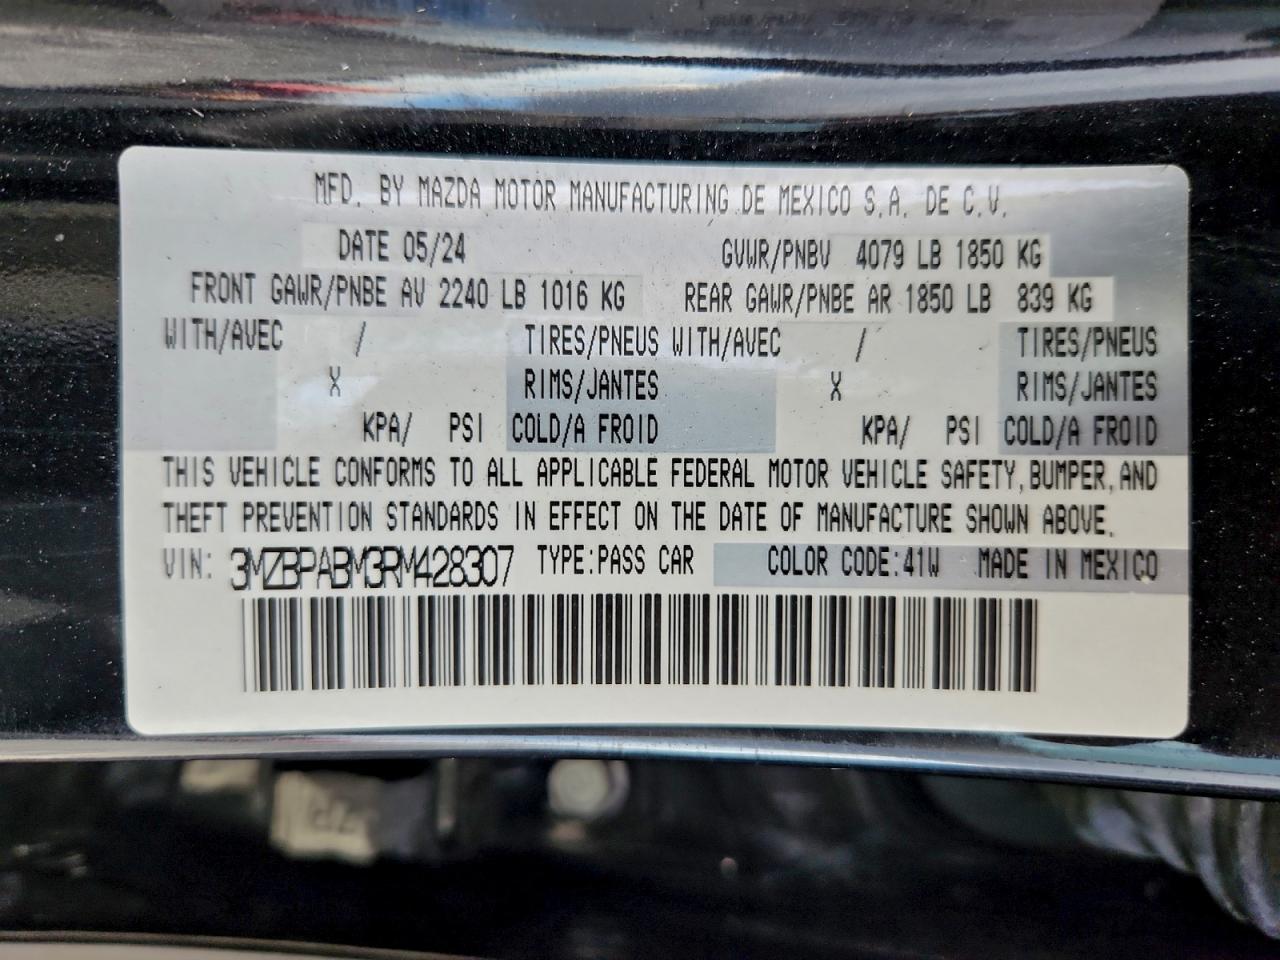 MFD. BY MAZDA MOTOR MANUFACTURING DE MEXICO S.A. DE C.V.
DATE 05/24 GVWR/PNBV 4079 LB 1850 KG
FRONT GAWR/PNBE AV 2240 LB 1016 KG REAR GAWR/PNBE AR 1850 LB 839 KG
WITH/AVEC / TIRES/PNEUS WITH/AVEC / TIRES/PNEUS
X RIMS/JANTES X RIMS/JANTES
KPA/ PSI COLD/A FROID KPA/ PSI COLD/A FROID
THIS VEHICLE CONFORMS TO ALL APPLICABLE FEDERAL MOTOR VEHICLE SAFETY, BUMPER, AND
THEFT PREVENTION STANDARDS IN EFFECT ON THE DATE OF MANUFACTURE SHOWN ABOVE.
VIN: 3MZBPABM3RM428307 TYPE:PASS CAR COLOR CODE:41W MADE IN MEXICO